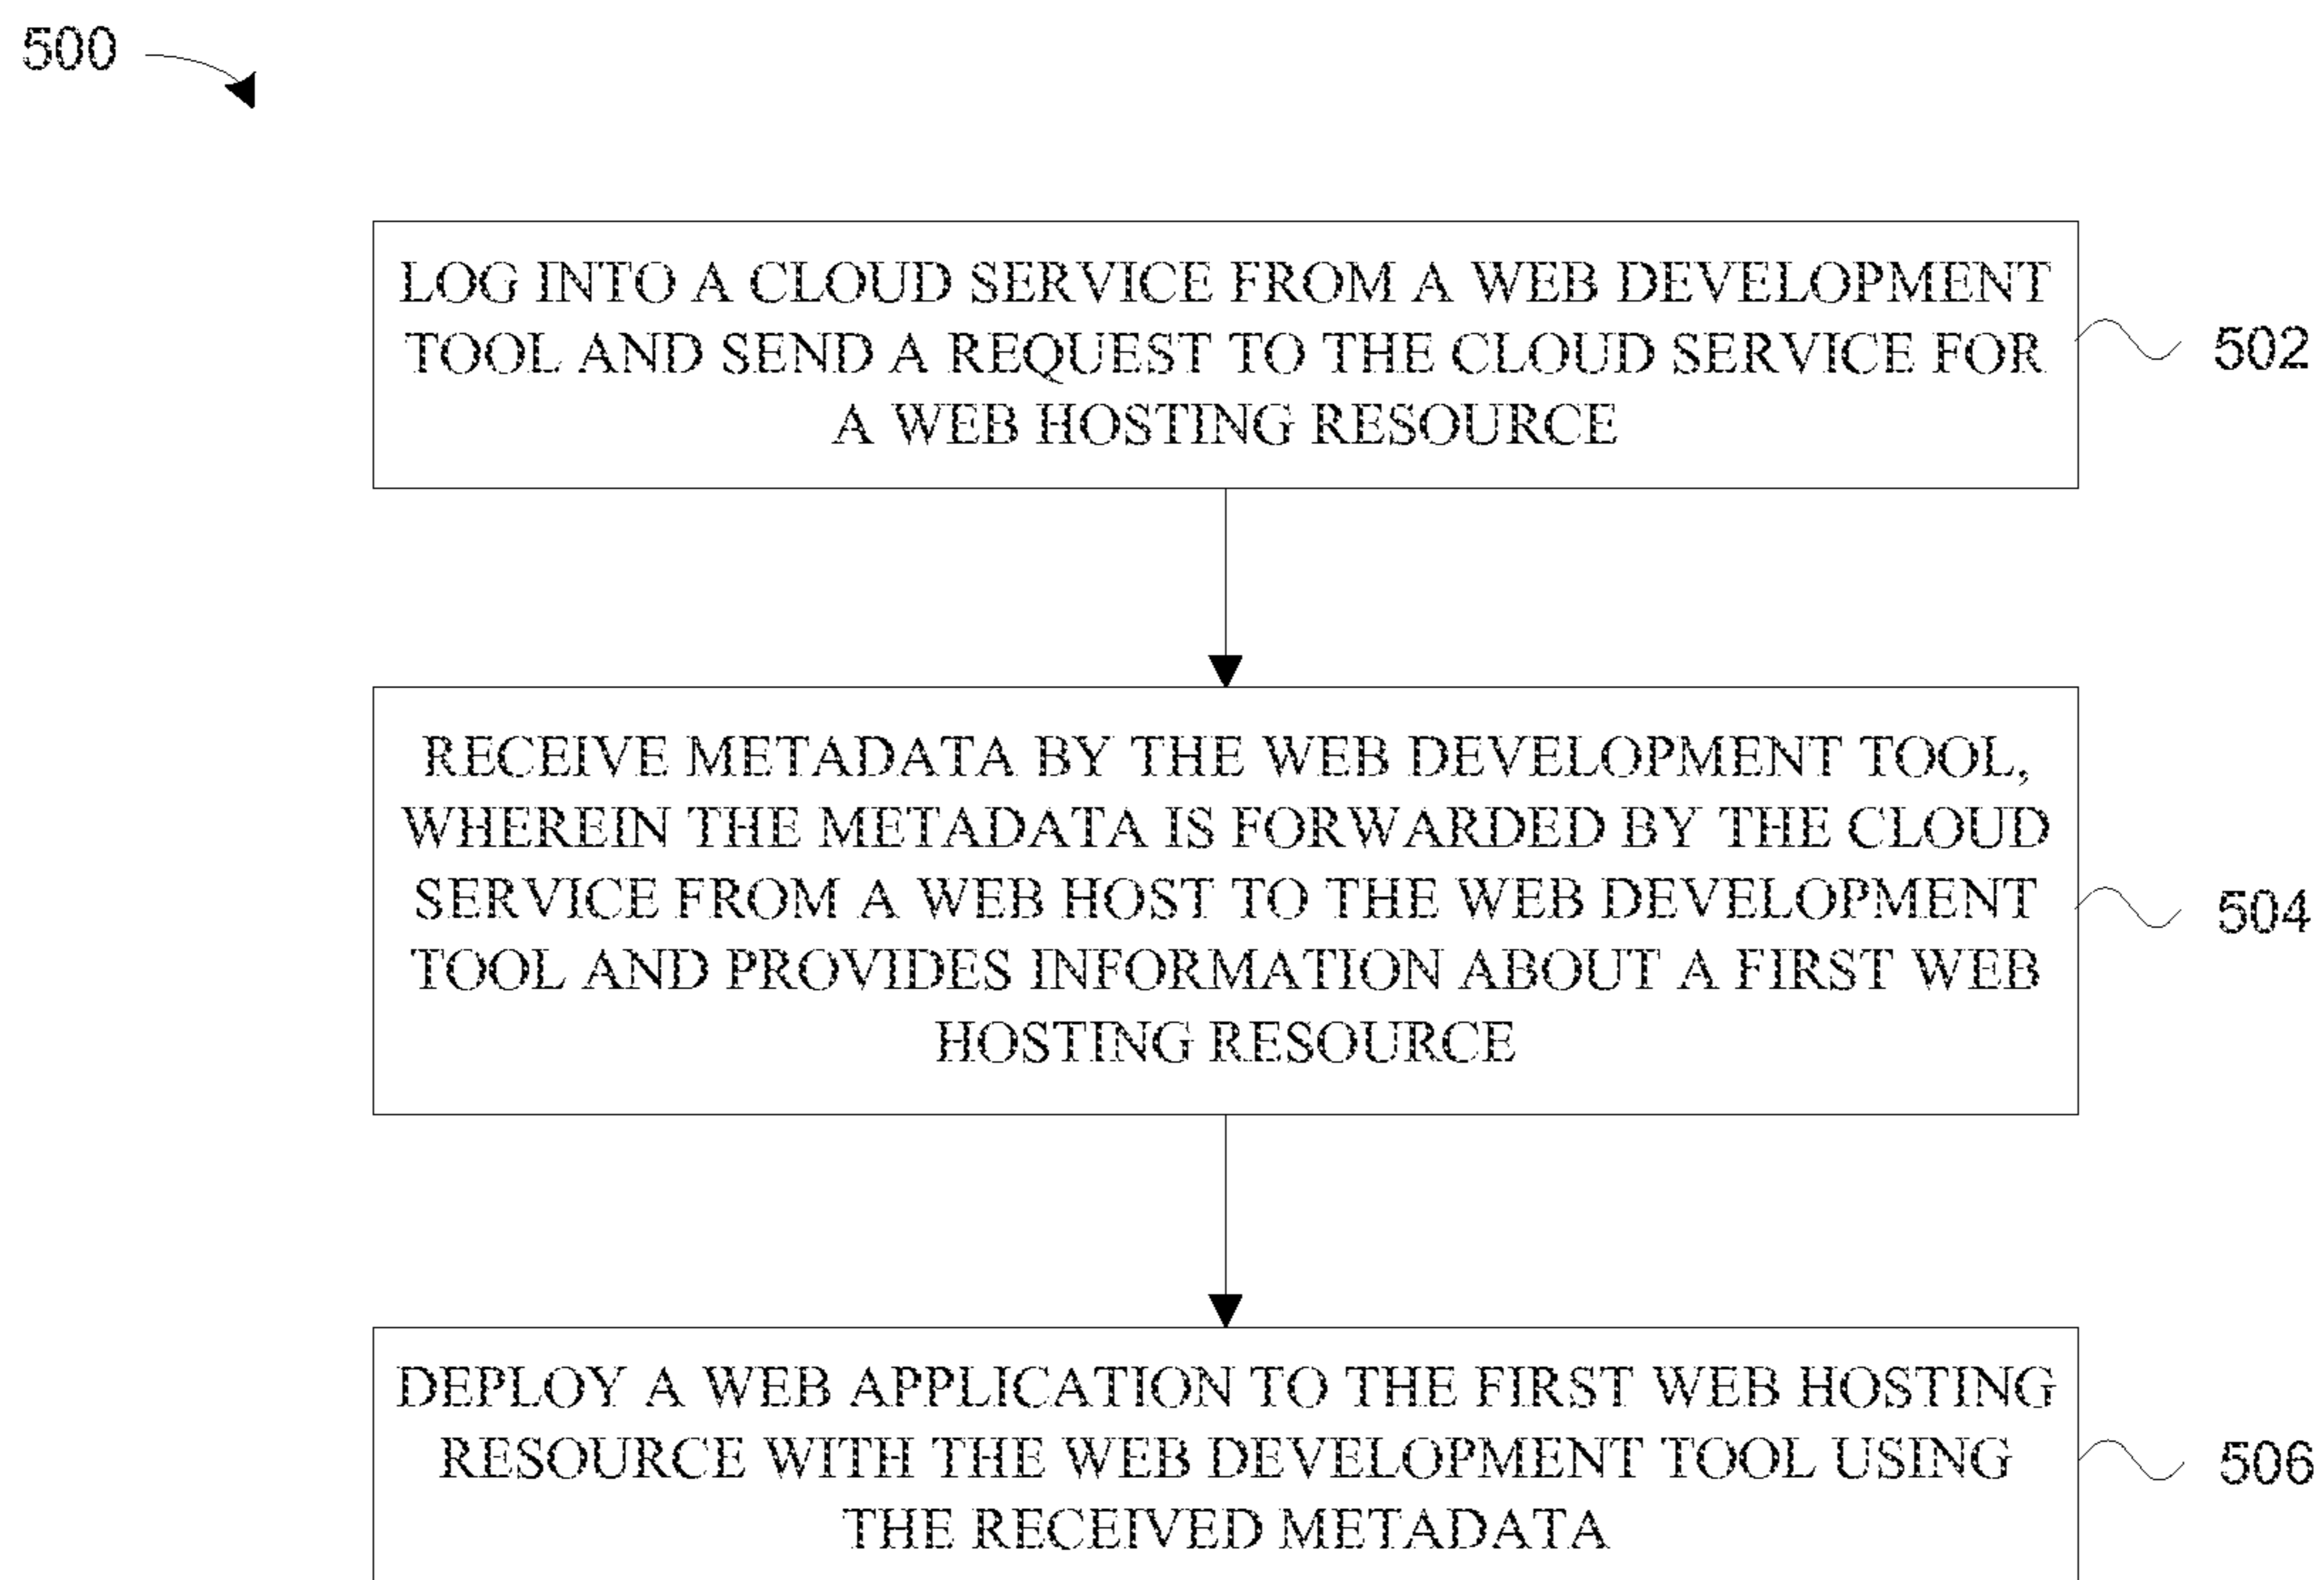 500
LOG INTO A CLOUD SERVICE FROM A WEB DEVELOPMENT
TOOL AND SEND A REQUEST TO THE CLOUD SERVICE FOR
A WEB HOSTING RESOURCE
502
RECEIVE METADATA BY THE WEB DEVELOPMENT TOOL,
WHEREIN THE METADATA IS FORWARDED BY THE CLOUD
SERVICE FROM A WEB HOST TO THE WEB DEVELOPMENT
TOOL AND PROVIDES INFORMATION ABOUT A FIRST WEB
HOSTING RESOURCE
504
DEPLOY A WEB APPLICATION TO THE FIRST WEB HOSTING
RESOURCE WITH THE WEB DEVELOPMENT TOOL USING
THE RECEIVED METADATA
506